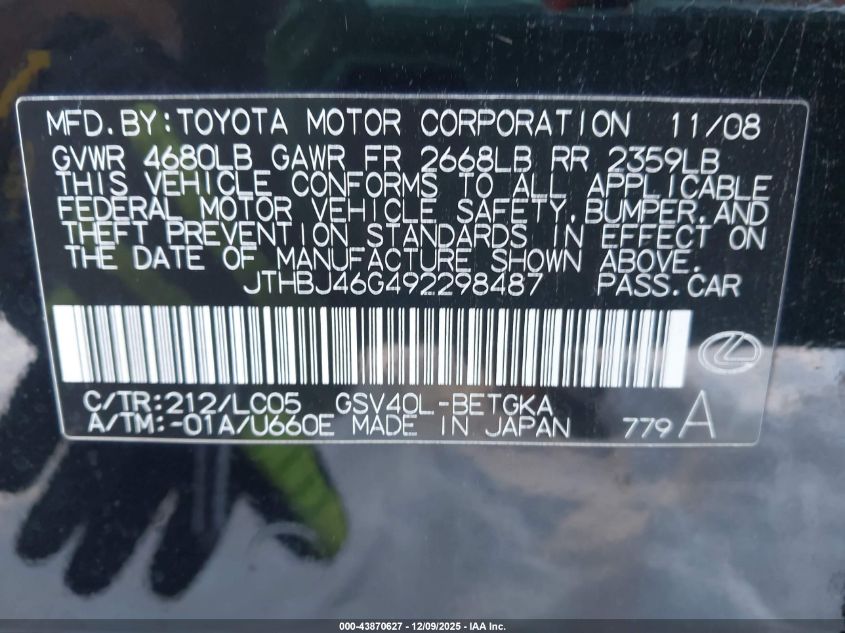 MFD.BY:TOYOTA MOTOR CORPORATION 11/08
GVWR 4680LB GAWR FR 2668LB RR 2359LB
THIS VEHICLE CONFORMS TO ALL APPLICABLE
FEDERAL MOTOR VEHICLE SAFETY,BUMPER,AND
THEFT PREVENTION STANDARDS IN EFFECT ON
THE DATE OF MANUFACTURE SHOWN ABOVE.
JTHBJ46G492298487 PASS.CAR
C/TR:212/LC05 GSV40L-BETGKA
A/TM:-01A/U660E MADE IN JAPAN 779 A
000-43870627 - 12/09/2025 - IAA Inc.